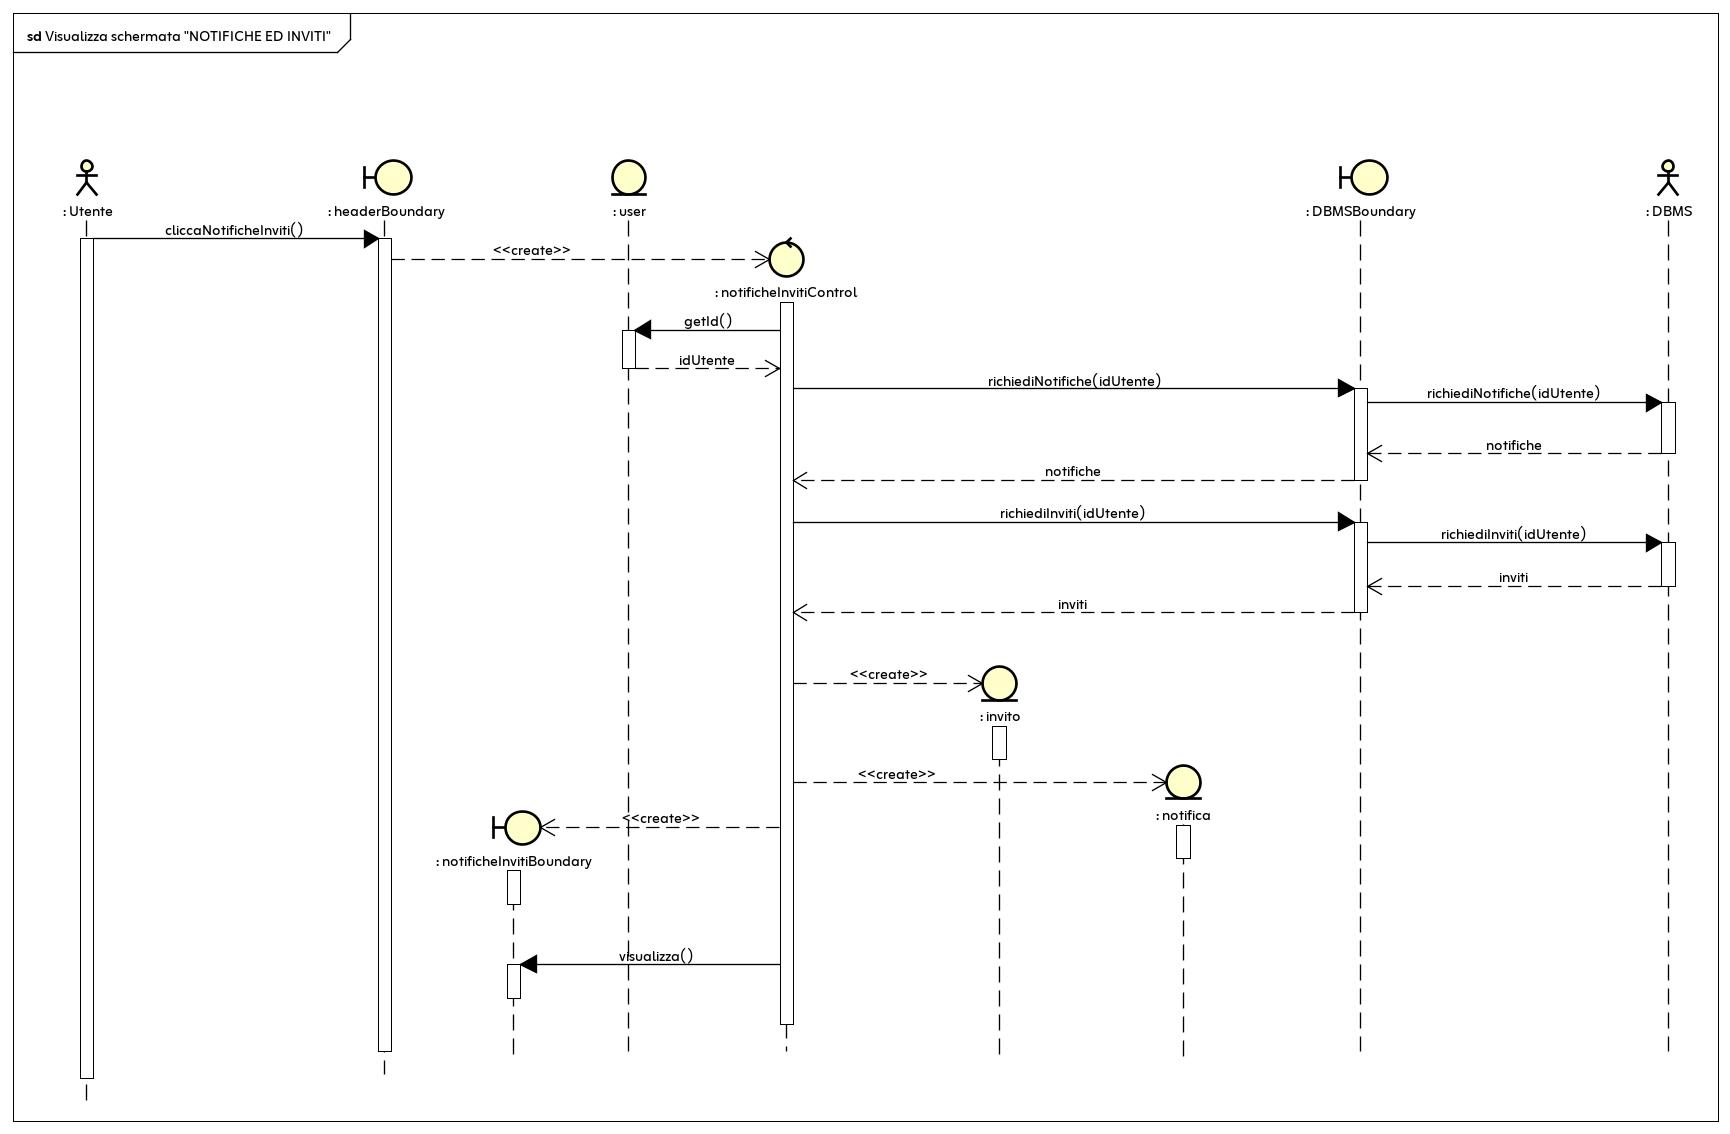 sd Visualizza schermata "NOTIFICHE ED INVITI"
: Utente
: headerBoundary
: user
: DBMSBoundary
: DBMS
cliccaNotificheInviti()
<<create>>
: notificheInvitiControl
getId()
idUtente
richiediNotifiche(idUtente)
richiediNotifiche(idUtente)
notifiche
notifiche
richiediInviti(idUtente)
richiediInviti(idUtente)
inviti
inviti
<<create>>
: invito
<<create>>
: notifica
<<create>>
: notificheInvitiBoundary
visualizza()